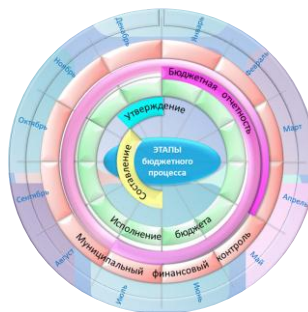 Январь
Февраль
Март
Апрель
Май
Июнь
Июль
Август
Сентябрь
Октябрь
Ноябрь
Декабрь
Бюджетная отчетность
Утверждение
ЭТАПЫ
бюджетного
процесса
Составление
Исполнение бюджета
Муниципальный финансовый контроль